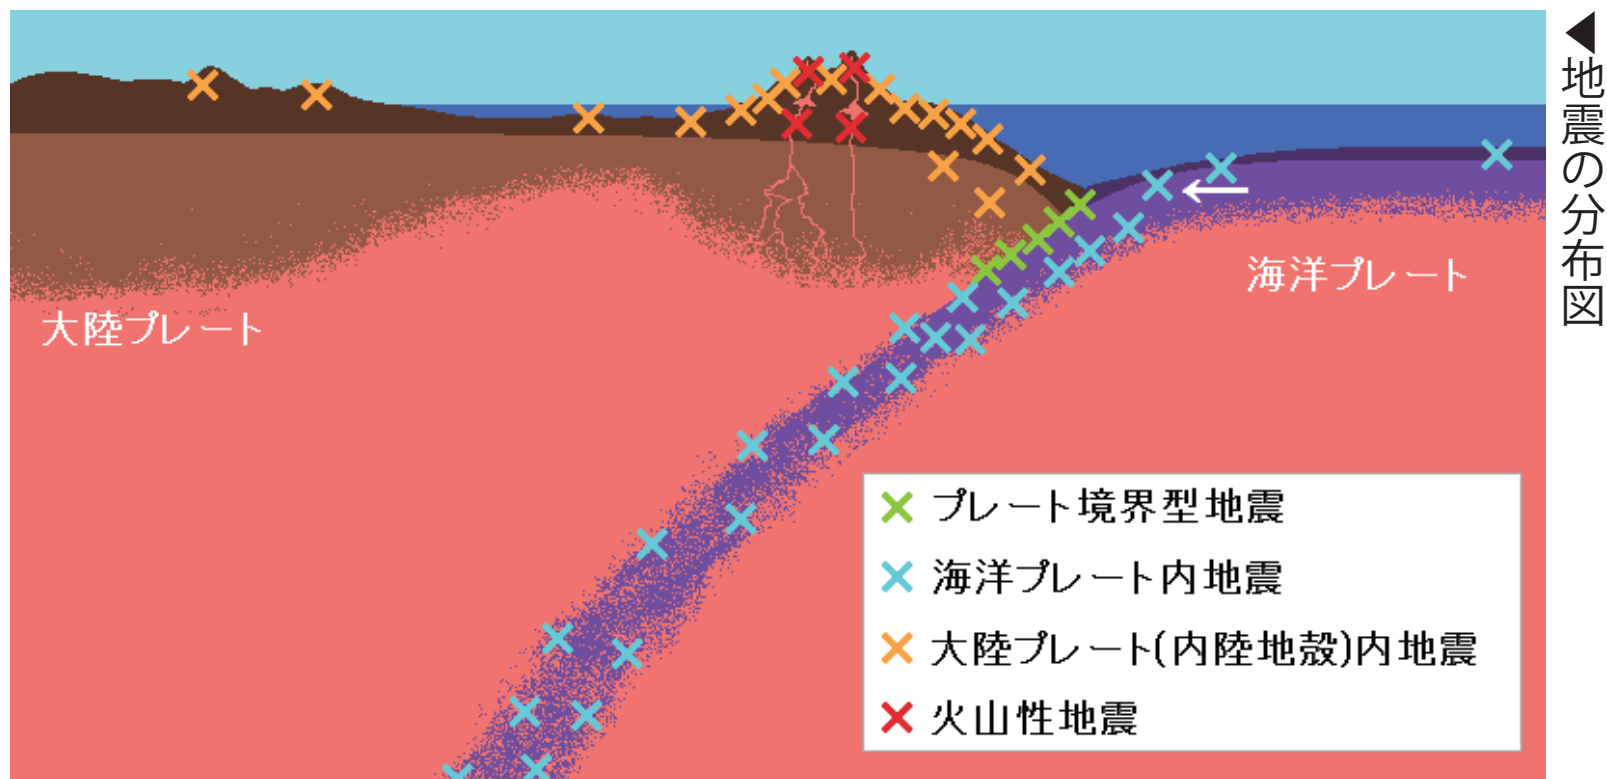 ◀地震の分布図
大陸プレート
海洋プレート
プレート境界型地震
海洋プレート内地震
大陸プレート(内陸地殻)内地震
火山性地震